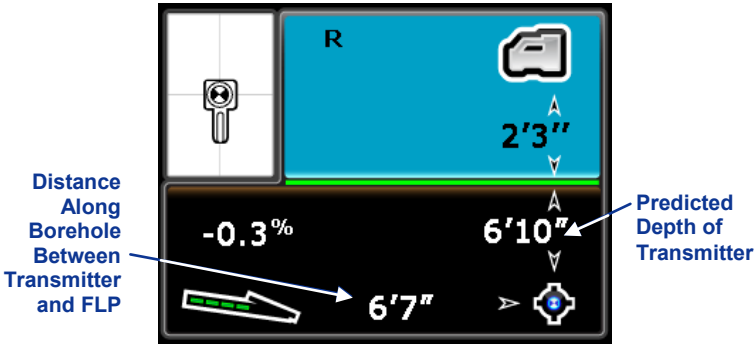 R
2'3''
Distance
Along
Borehole
Between
Transmitter
and FLP
-0.3%
6'10"
Predicted
Depth of
Transmitter
6'7"